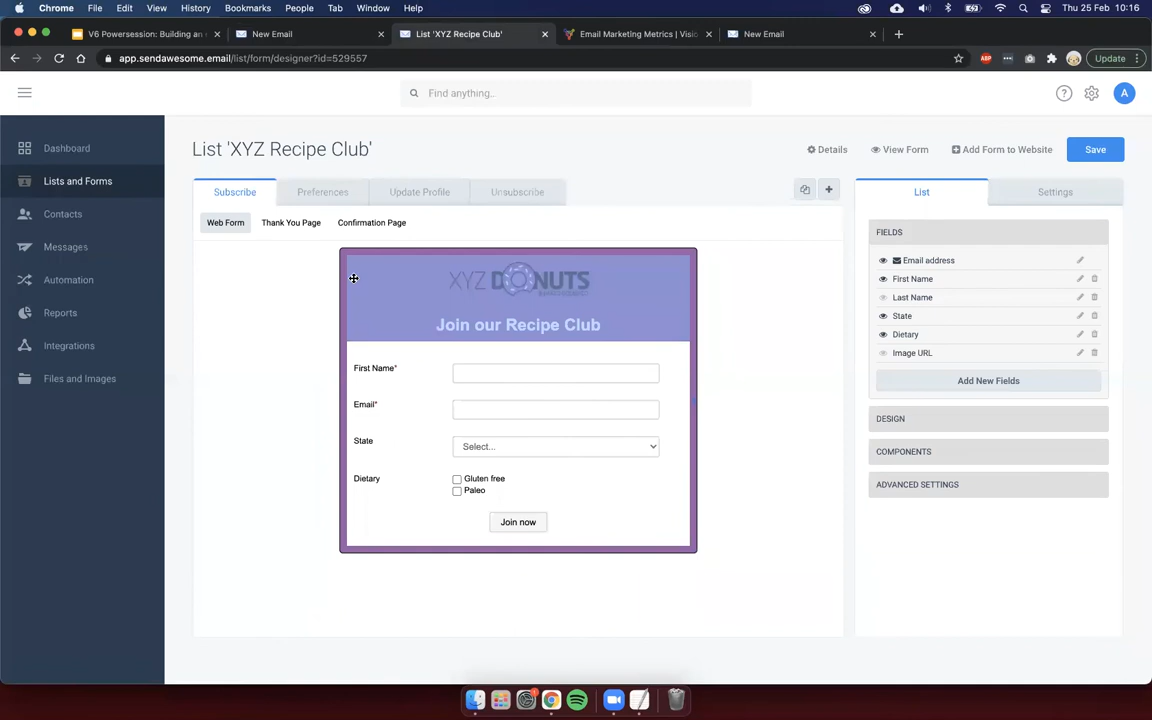 Chrome File Edit View History Bookmarks People Tab Window Help Thu 25 Feb 10:16
V6 Powersession: Building an New Email List 'XYZ Recipe Club' Email Marketing Metrics | Visio New Email
app.sendawesome.email/list/form/designer?id=529557 ABP Update
Find anything.. A
List 'XYZ Recipe Club' Details View Form Add Form to Website Save
Dashboard
Lists and Forms
Contacts
Messages
Automation
Reports
Integrations
Files and Images
Subscribe Preferences Update Profile Unsubscribe
Web Form Thank You Page Confirmation Page
XYZ DONUTS
Join our Recipe Club
First Name*
Email*
State Select...
Dietary Gluten free
Paleo
Join now
List Settings
FIELDS
Email address
First Name
Last Name
State
Dietary
Image URL
Add New Fields
DESIGN
COMPONENTS
ADVANCED SETTINGS